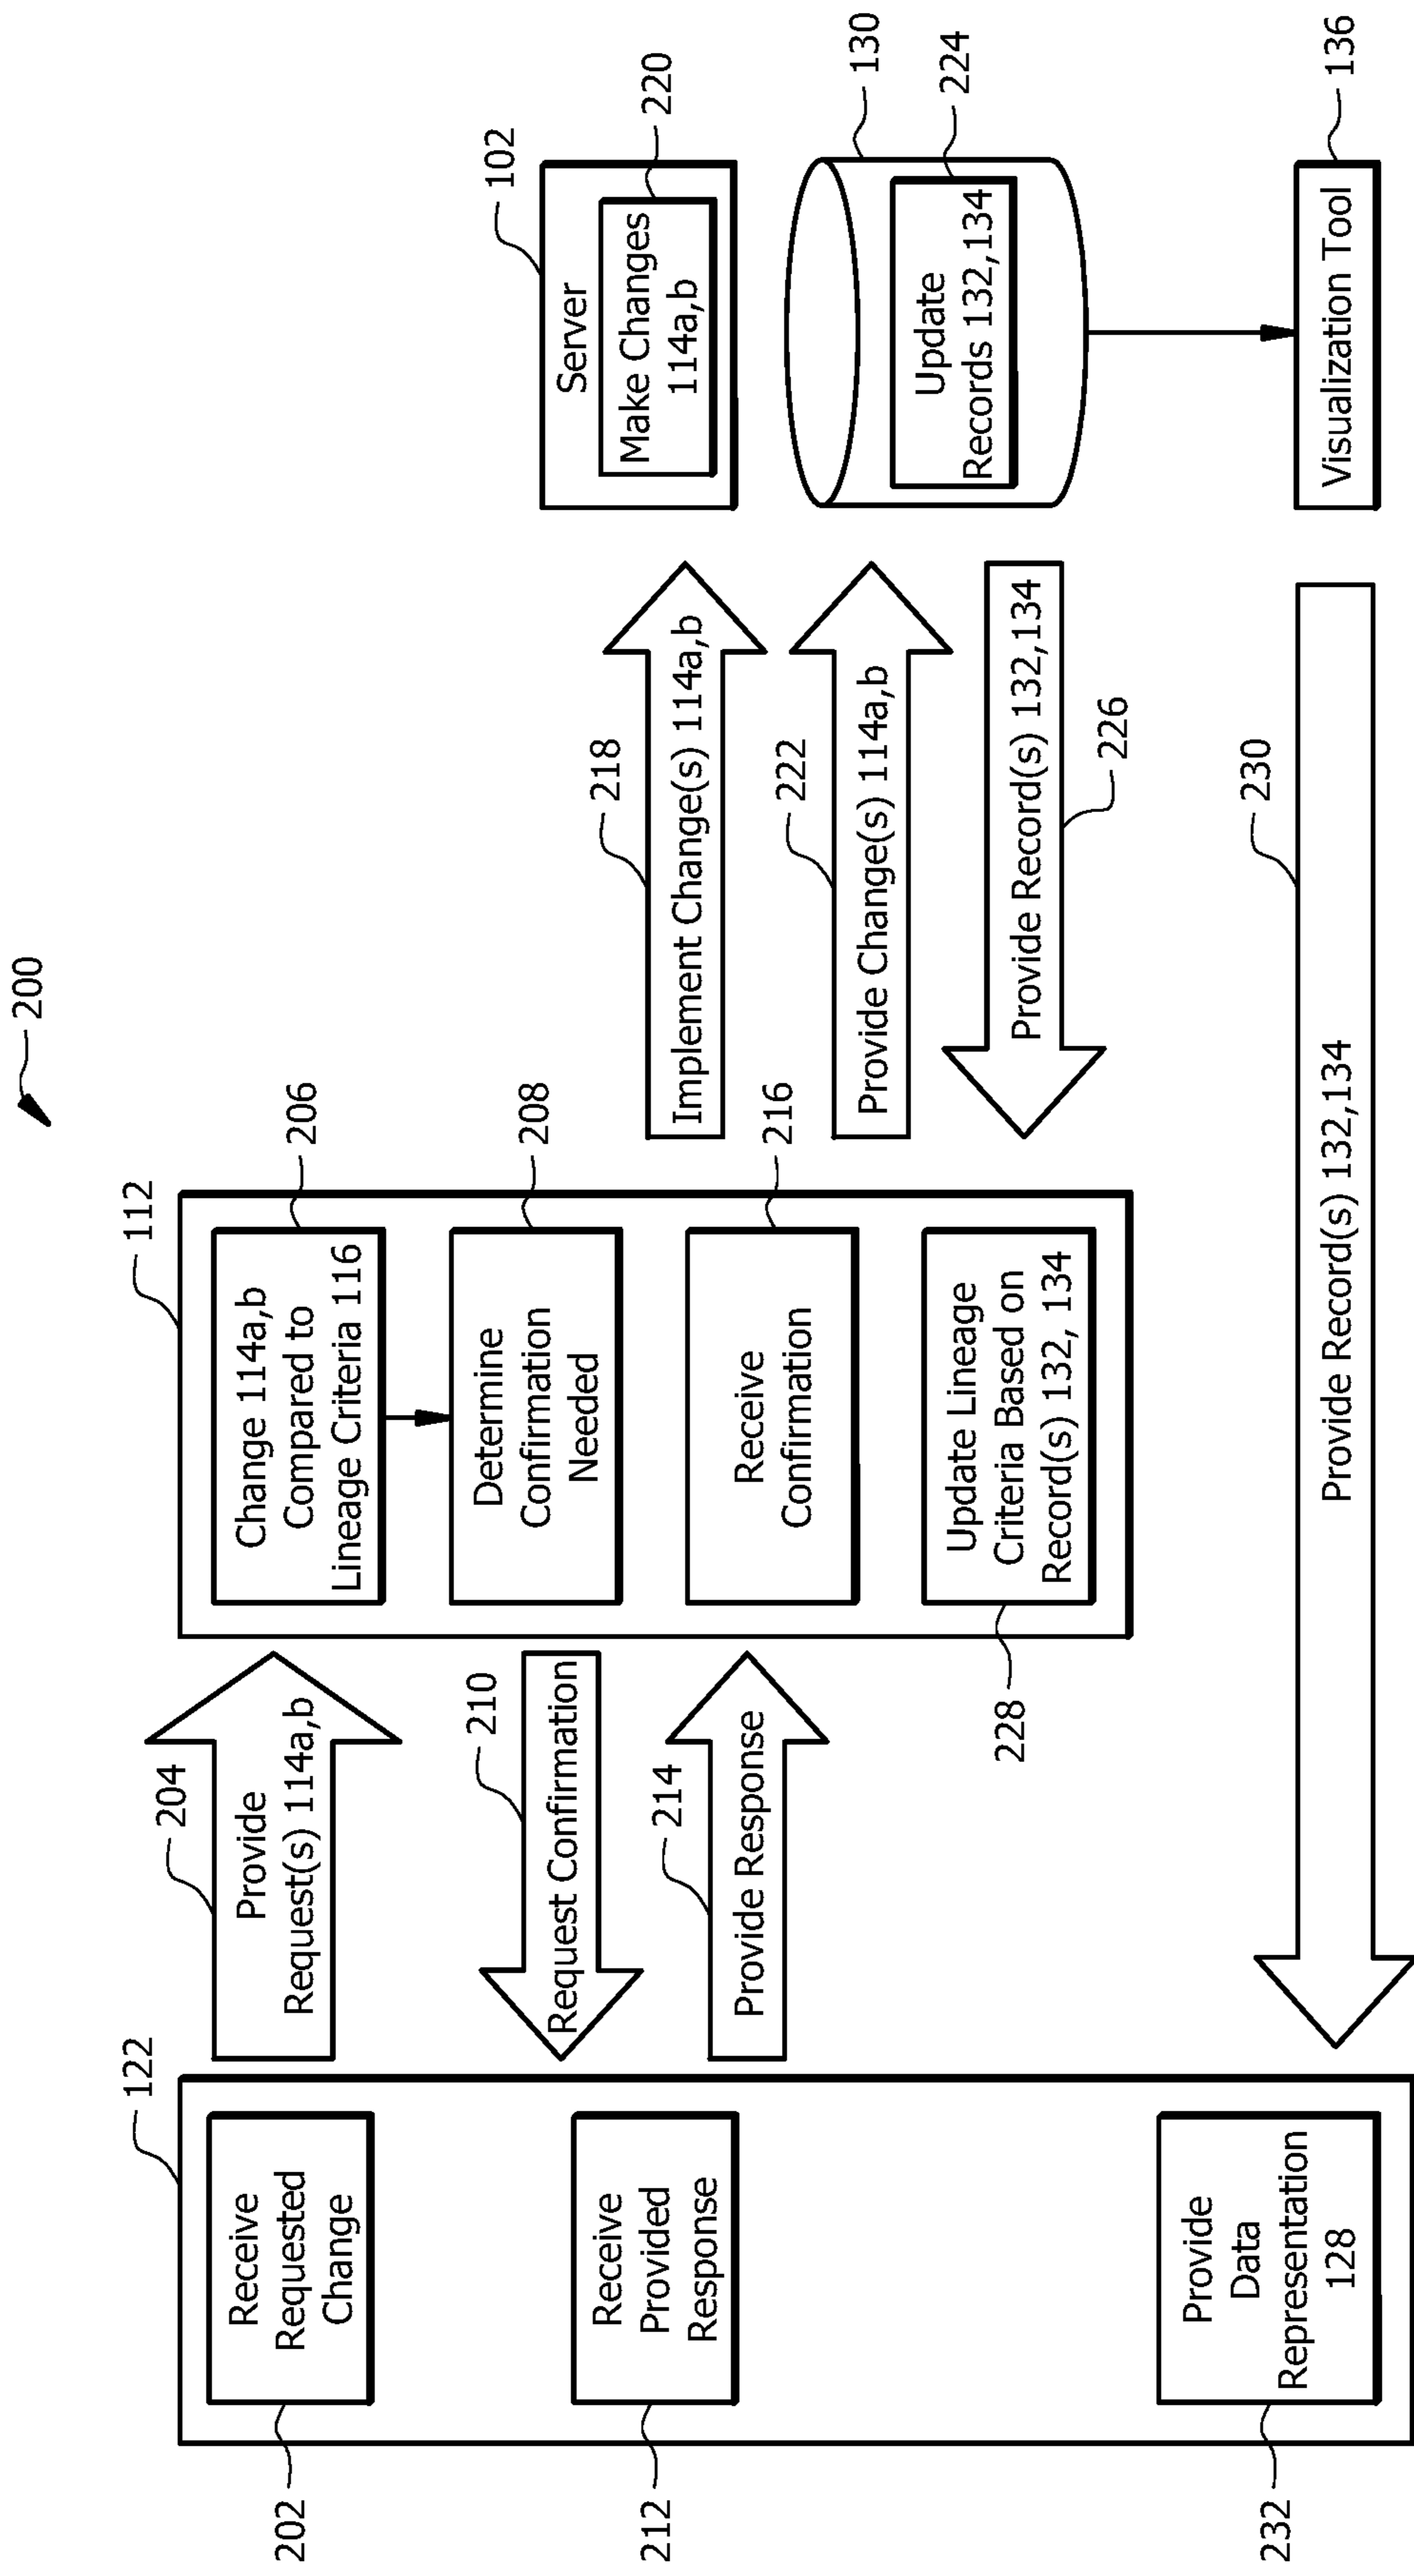 200
122
Receive
Requested
Change
202
Receive
Provided
Response
212
Provide
Data
Representation
128
232
204
Provide
Request(s) 114a,b
210
Request Confirmation
214
Provide Response
112
Change 114a,b
Compared to
Lineage Criteria 116
206
Determine
Confirmation
Needed
208
Receive
Confirmation
216
Update Lineage
Criteria Based on
Record(s) 132, 134
228
218
Implement Change(s) 114a,b
222
Provide Change(s) 114a,b
Provide Record(s) 132,134
226
230
Provide Record(s) 132,134
102
Server
Make Changes
114a,b
220
130
Update
Records 132,134
224
Visualization Tool
136